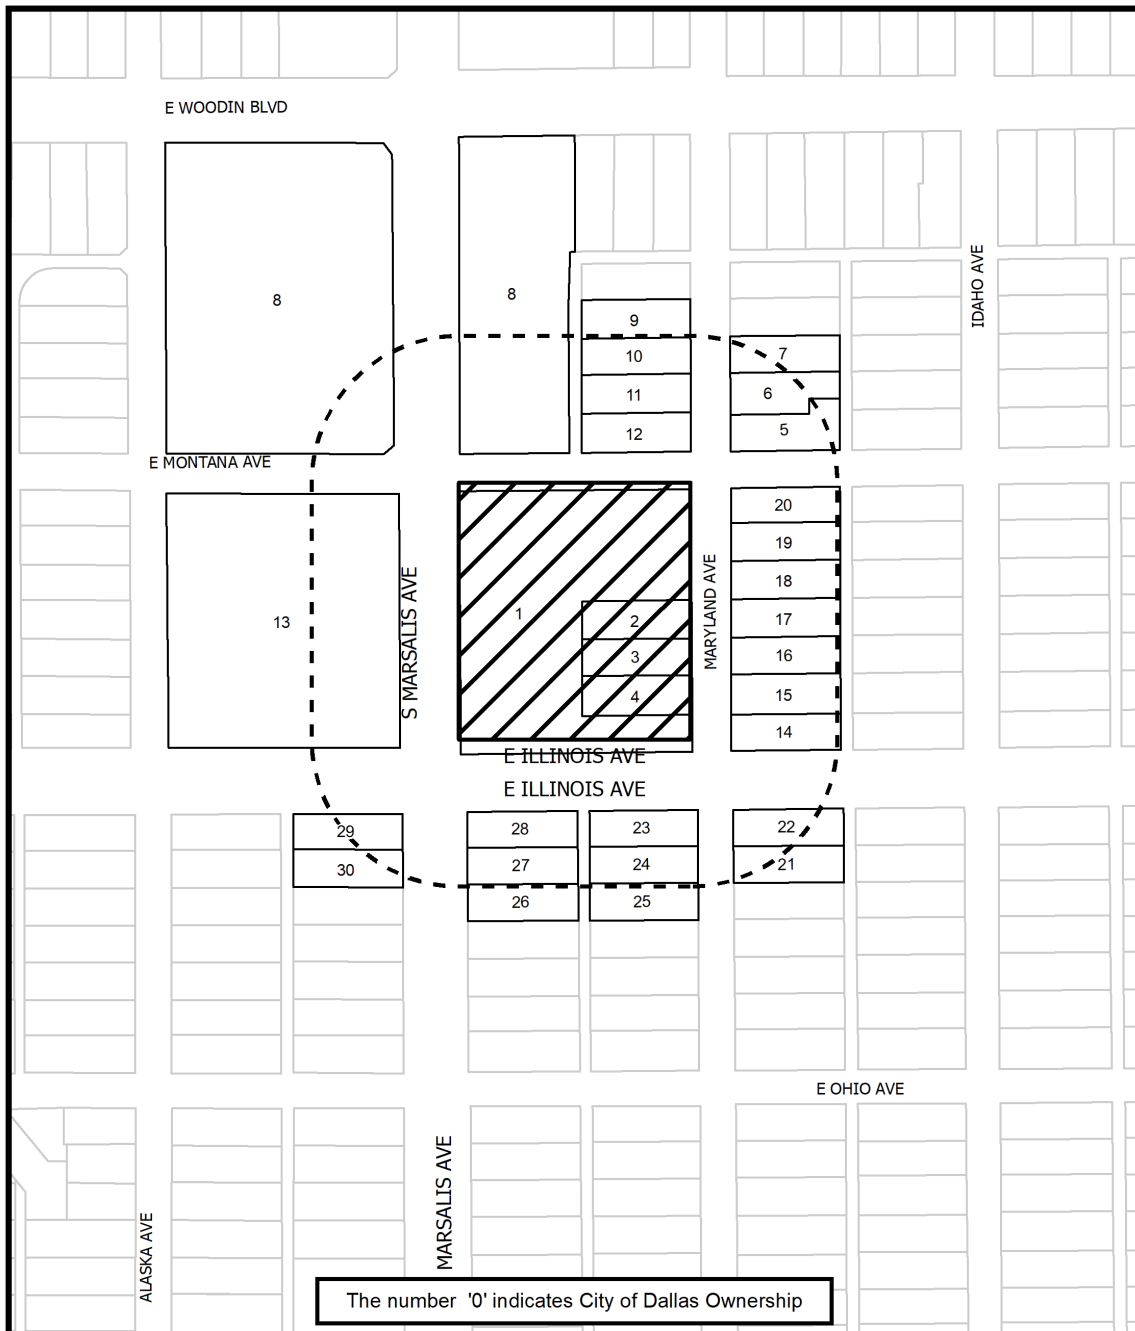 E WOODIN BLVD
IDAHO AVE
8
8
9
10
7
11
6
12
5
E MONTANA AVE
20
19
18
1
2
17
13
3
16
4
15
14
S MARSALIS AVE
MARYLAND AVE
E ILLINOIS AVE
E ILLINOIS AVE
29
28
23
22
30
27
24
21
26
25
E OHIO AVE
MARSALIS AVE
ALASKA AVE
The number '0' indicates City of Dallas Ownership